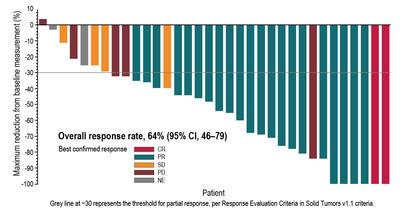 Maximum reduction from baseline measurement (%)
10
0
-10
-20
-30
-40
-50
-60
-70
-80
-90
-100
Overall response rate, 64% (95% CI, 46–79)
Best confirmed response
CR
PR
SD
PD
NE
Patient
Grey line at −30 represents the threshold for partial response, per Response Evaluation Criteria in Solid Tumors v1.1 criteria.